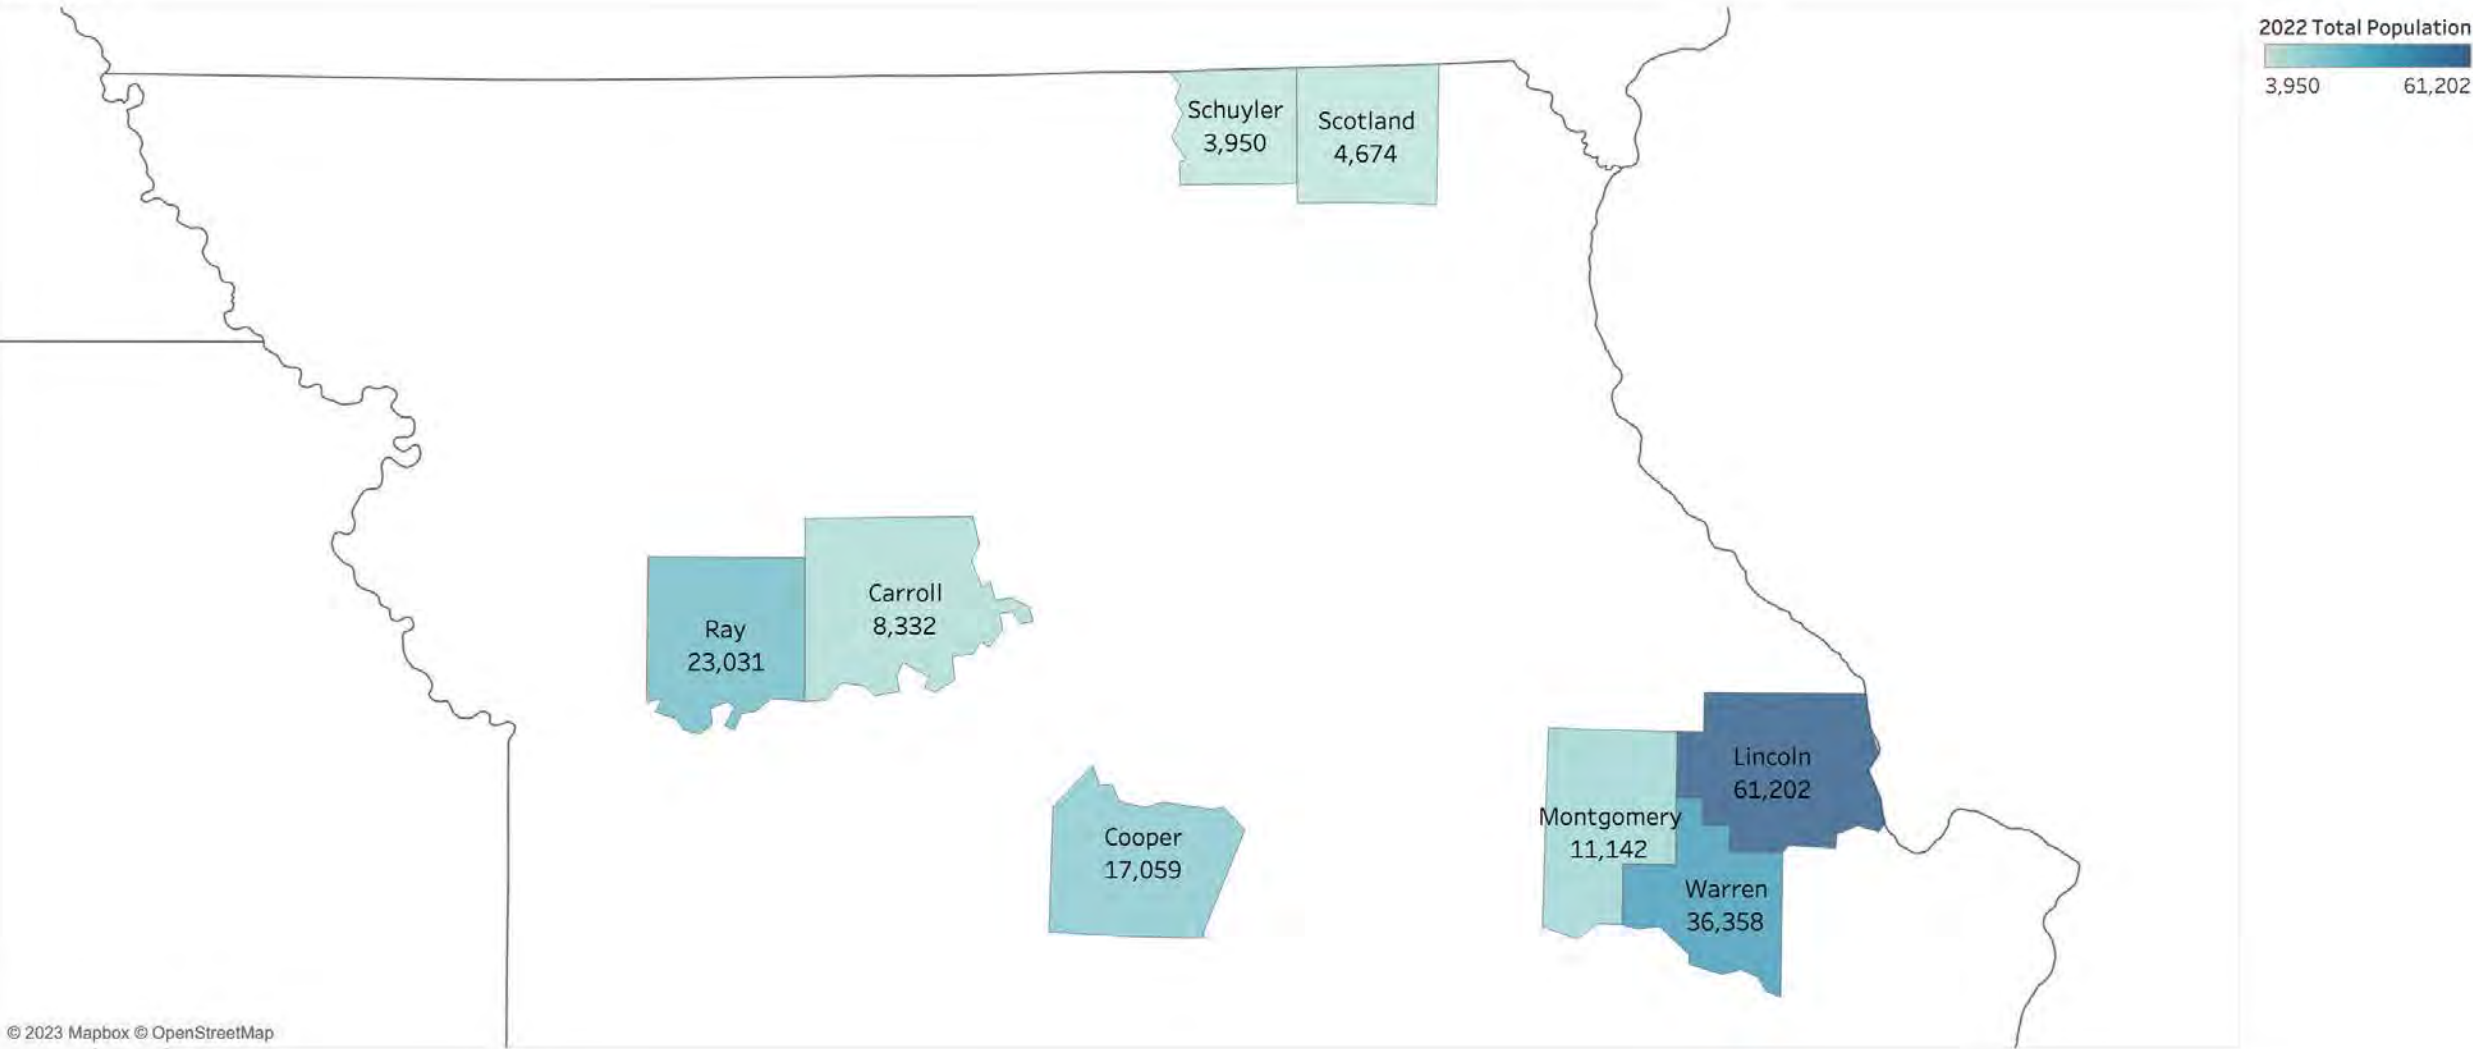 2022 Total Population
3,950 61,202
Schuyler
3,950
Scotland
4,674
Carroll
8,332
Ray
23,031
Lincoln
61,202
Montgomery
11,142
Cooper
17,059
Warren
36,358
© 2023 Mapbox © OpenStreetMap